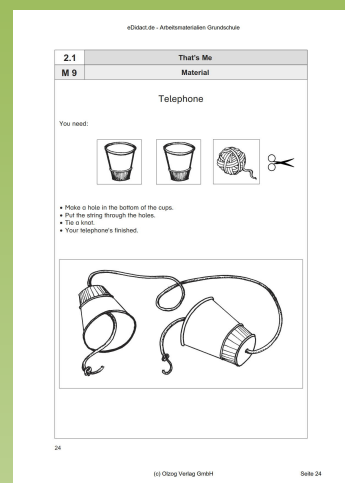 eDidact.de - Arbeitsmaterialien Grundschule
2.1 That's Me
M 9 Material
Telephone
You need:
• Make a hole in the bottom of the cups.
• Put the string through the holes.
• Tie a knot.
• Your telephone's finished.
24
(c) Olzog Verlag GmbH Seite 24